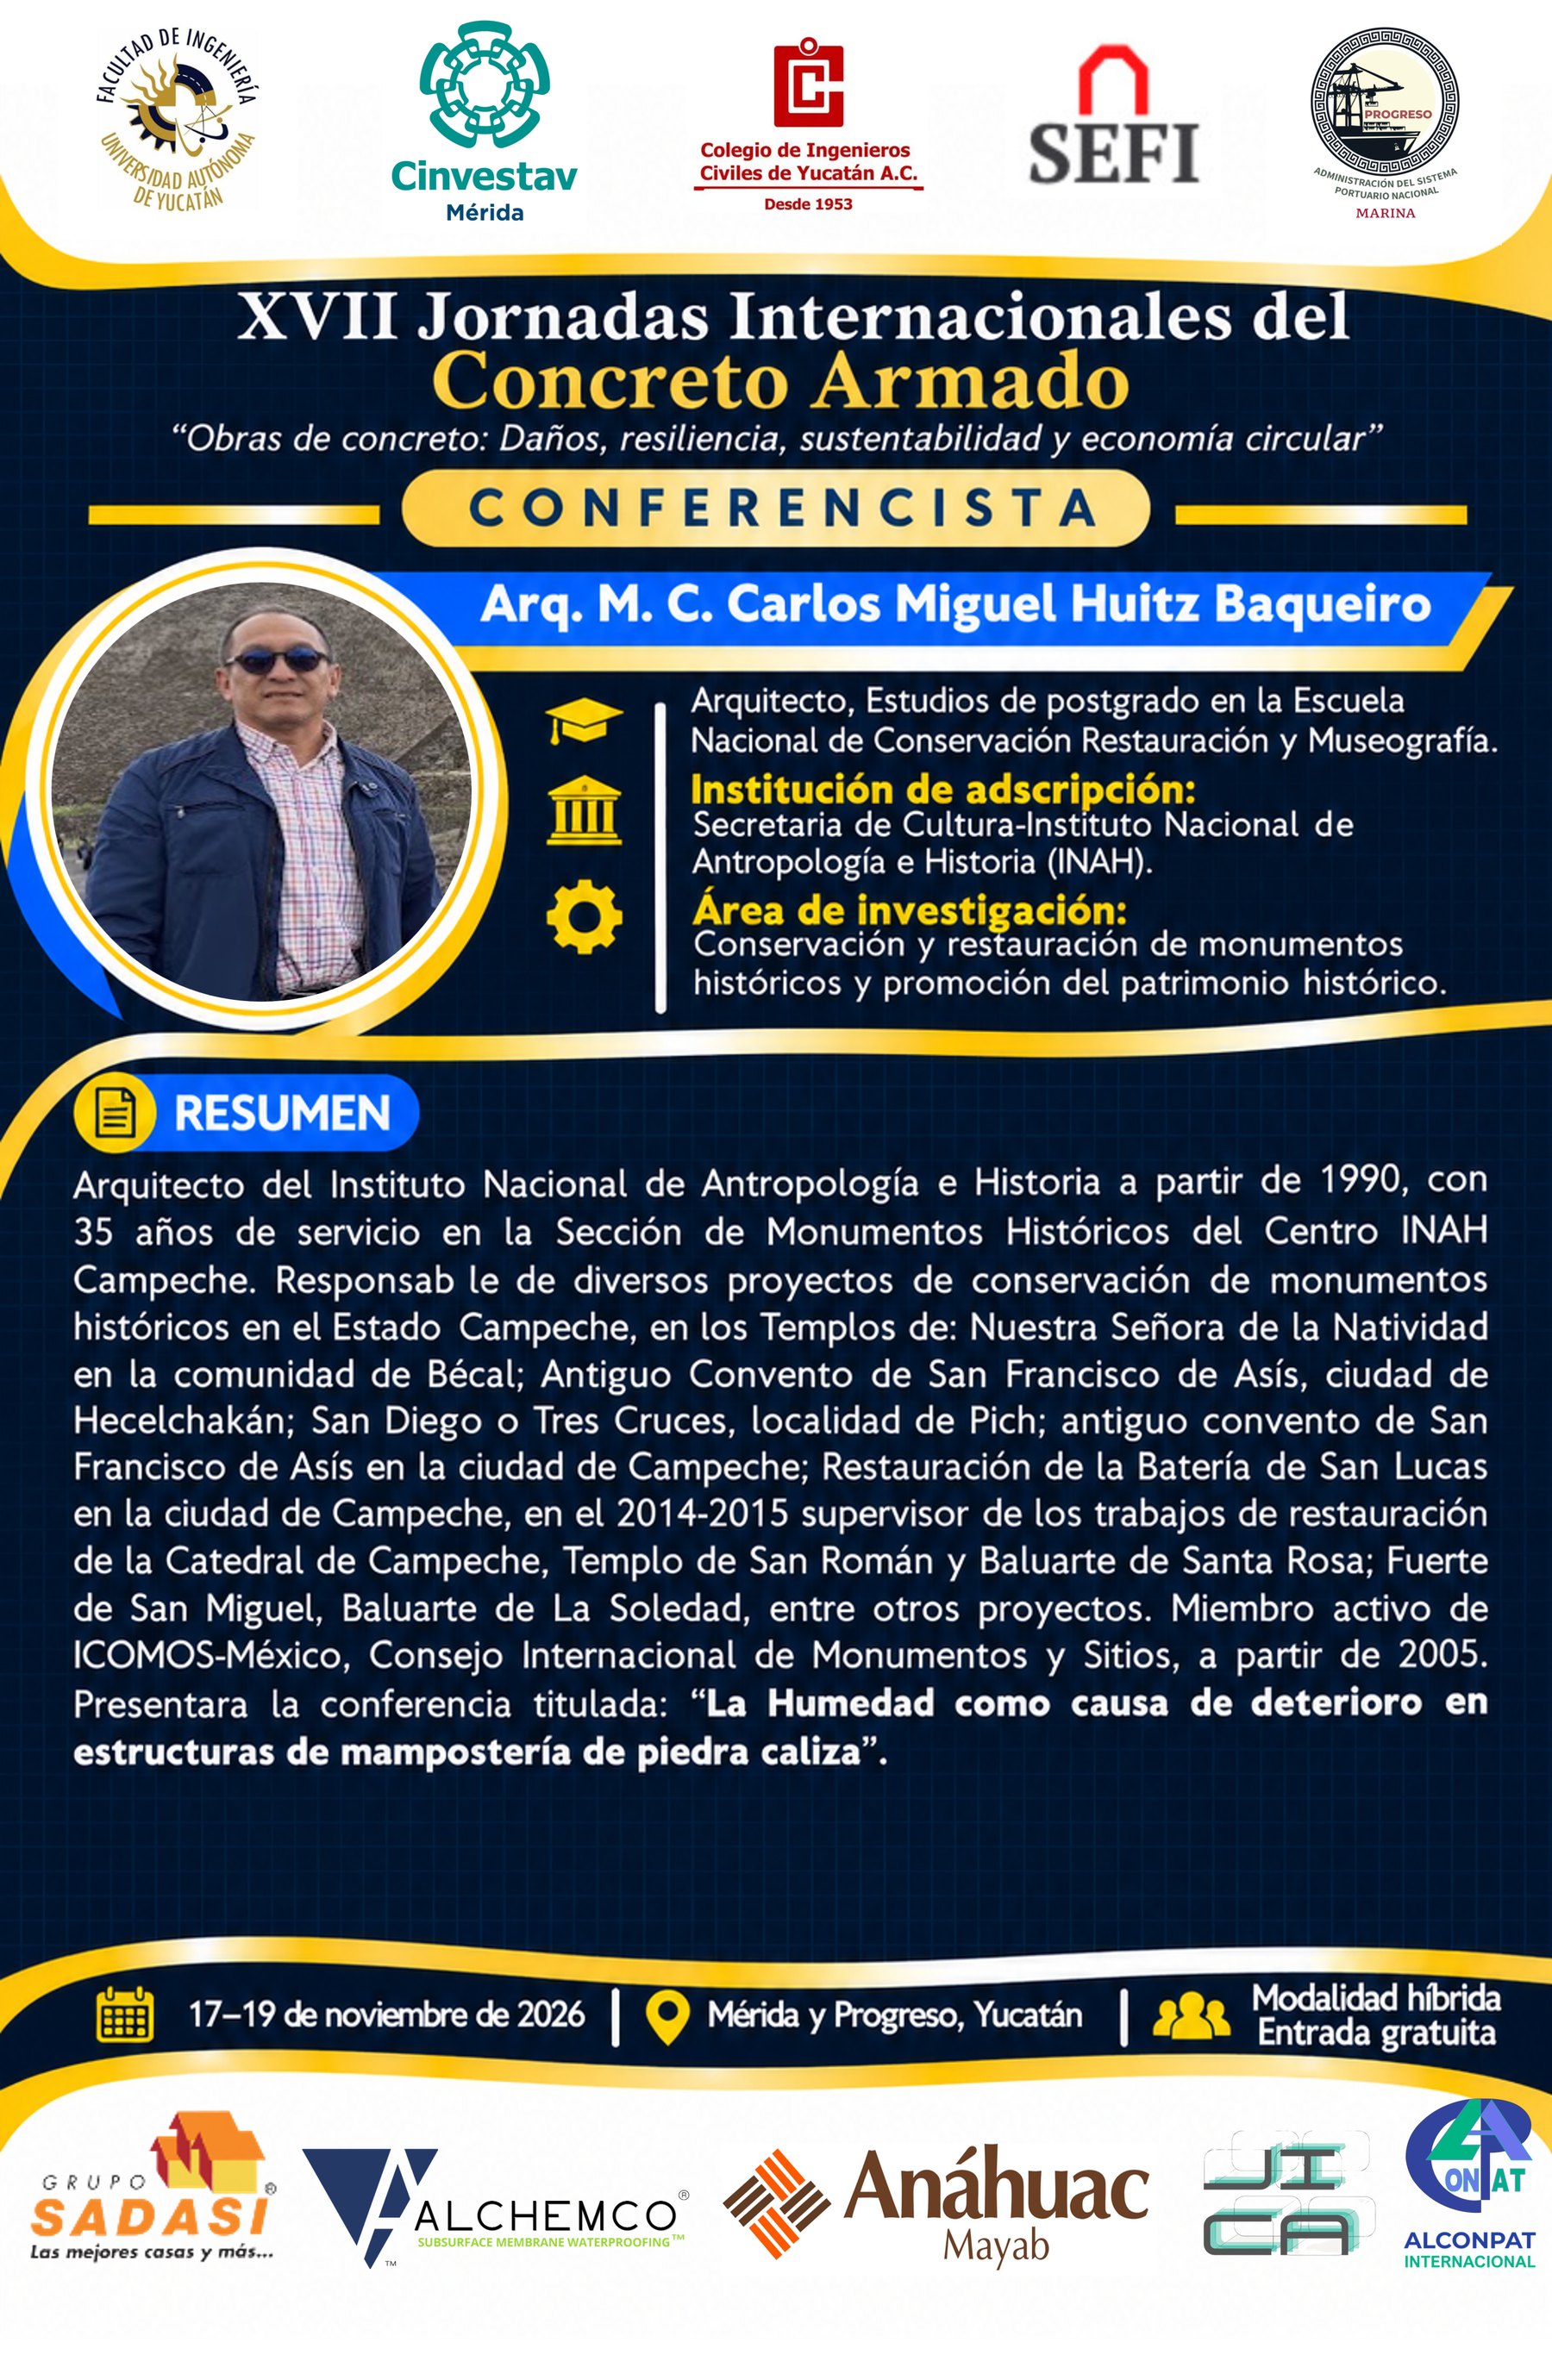 FACULTAD DE INGENIERÍA
UNIVERSIDAD AUTÓNOMA
DE YUCATÁN
Cinvestav
Mérida
Colegio de Ingenieros
Civiles de Yucatán A.C.
Desde 1953
SEFI
PROGRESO
ADMINISTRACIÓN DEL SISTEMA
PORTUARIO NACIONAL
MARINA
XVII Jornadas Internacionales del
Concreto Armado
“Obras de concreto: Daños, resiliencia, sustentabilidad y economía circular”
CONFERENCISTA
Arq. M. C. Carlos Miguel Huitz Baqueiro
Arquitecto, Estudios de postgrado en la Escuela
Nacional de Conservación Restauración y Museografía.
Institución de adscripción:
Secretaria de Cultura-Instituto Nacional de
Antropología e Historia (INAH).
Área de investigación:
Conservación y restauración de monumentos
históricos y promoción del patrimonio histórico.
RESUMEN
Arquitecto del Instituto Nacional de Antropología e Historia a partir de 1990, con
35 años de servicio en la Sección de Monumentos Históricos del Centro INAH
Campeche. Responsab le de diversos proyectos de conservación de monumentos
históricos en el Estado Campeche, en los Templos de: Nuestra Señora de la Natividad
en la comunidad de Bécal; Antiguo Convento de San Francisco de Asís, ciudad de
Hecelchakán; San Diego o Tres Cruces, localidad de Pich; antiguo convento de San
Francisco de Asís en la ciudad de Campeche; Restauración de la Batería de San Lucas
en la ciudad de Campeche, en el 2014-2015 supervisor de los trabajos de restauración
de la Catedral de Campeche, Templo de San Román y Baluarte de Santa Rosa; Fuerte
de San Miguel, Baluarte de La Soledad, entre otros proyectos. Miembro activo de
ICOMOS-México, Consejo Internacional de Monumentos y Sitios, a partir de 2005.
Presentara la conferencia titulada: “La Humedad como causa de deterioro en
estructuras de mampostería de piedra caliza”.
17–19 de noviembre de 2026
Mérida y Progreso, Yucatán
Modalidad híbrida
Entrada gratuita
GRUPO
SADASI®
Las mejores casas y más...
ALCHEMCO®
SUBSURFACE MEMBRANE WATERPROOFING™
™
Anáhuac
Mayab
JI
CA
ONPAT
ALCONPAT
INTERNACIONAL